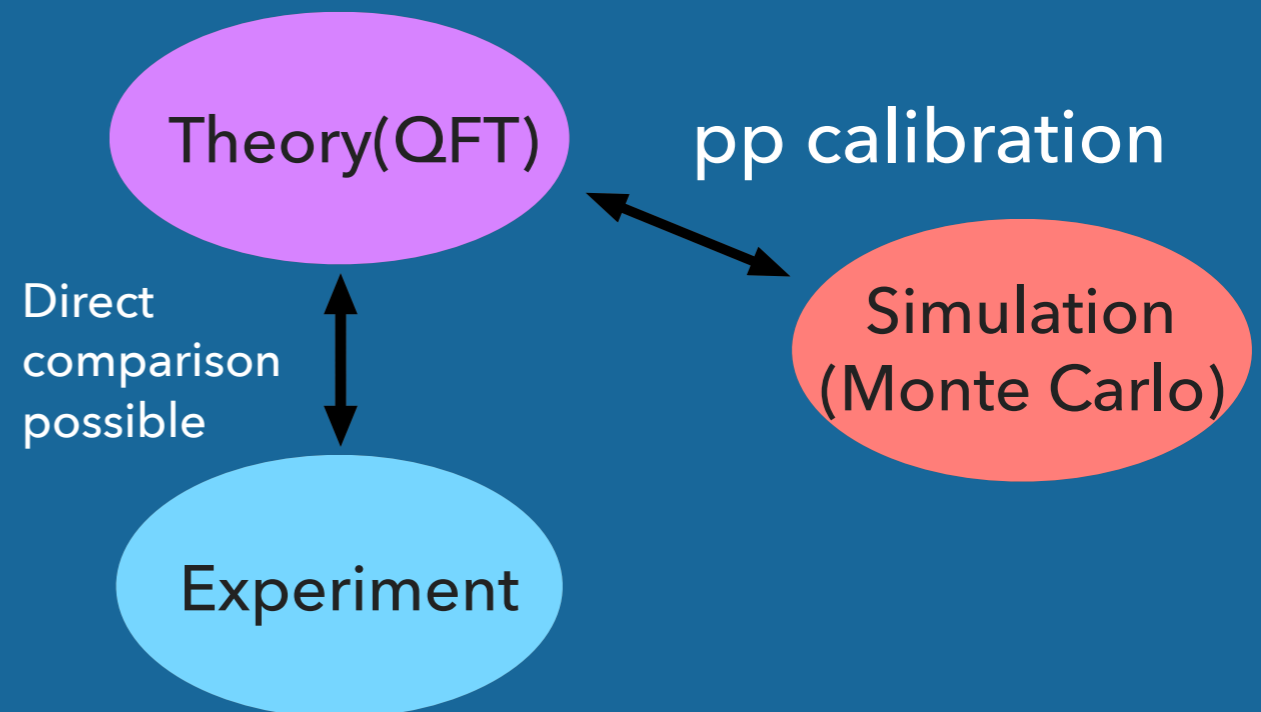 Theory(QFT)
pp calibration
Direct
comparison
possible
Simulation
(Monte Carlo)
Experiment